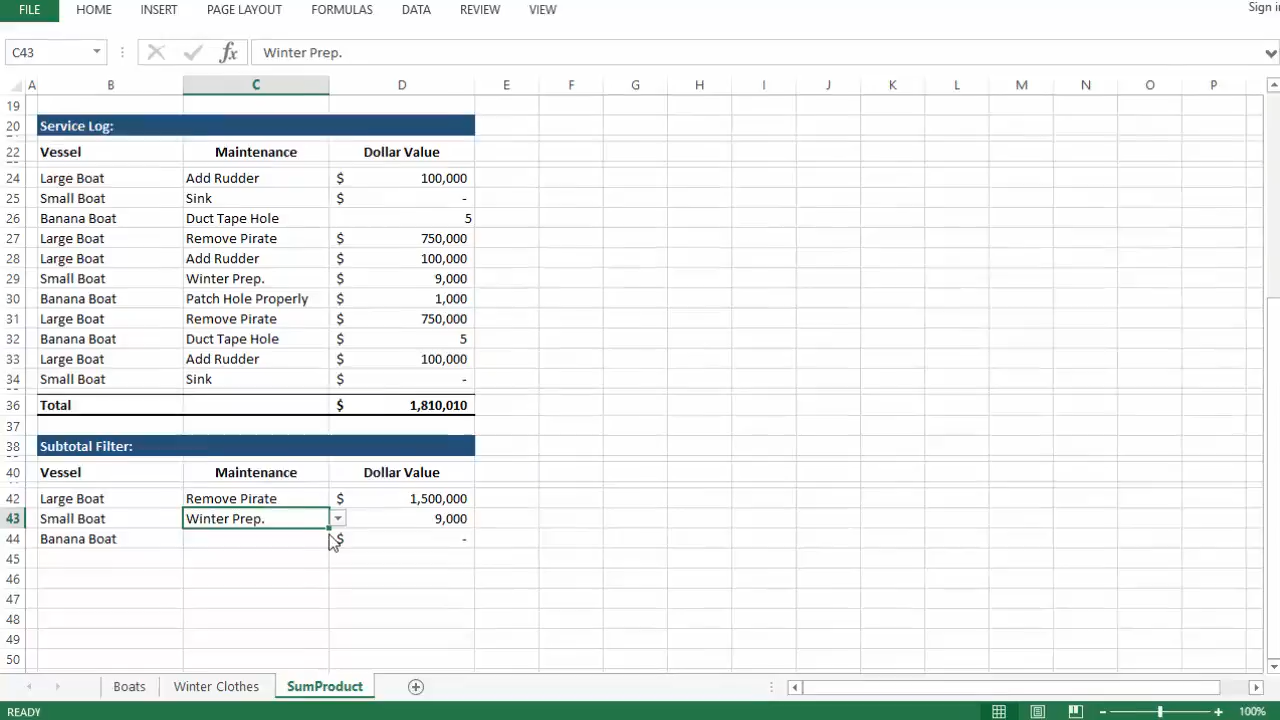 FILE HOME INSERT PAGE LAYOUT FORMULAS DATA REVIEW VIEW Sign i
C43 fx Winter Prep.
A B C D E F G H I J K L M N O P
19
20 Service Log:
22 Vessel Maintenance Dollar Value
24 Large Boat Add Rudder $ 100,000
25 Small Boat Sink $ -
26 Banana Boat Duct Tape Hole 5
27 Large Boat Remove Pirate $ 750,000
28 Large Boat Add Rudder $ 100,000
29 Small Boat Winter Prep. $ 9,000
30 Banana Boat Patch Hole Properly $ 1,000
31 Large Boat Remove Pirate $ 750,000
32 Banana Boat Duct Tape Hole $ 5
33 Large Boat Add Rudder $ 100,000
34 Small Boat Sink $ -
36 Total $ 1,810,010
37
38 Subtotal Filter:
40 Vessel Maintenance Dollar Value
42 Large Boat Remove Pirate $ 1,500,000
43 Small Boat Winter Prep. 9,000
44 Banana Boat $ -
45
46
47
48
49
50
Boats Winter Clothes SumProduct
READY 100%